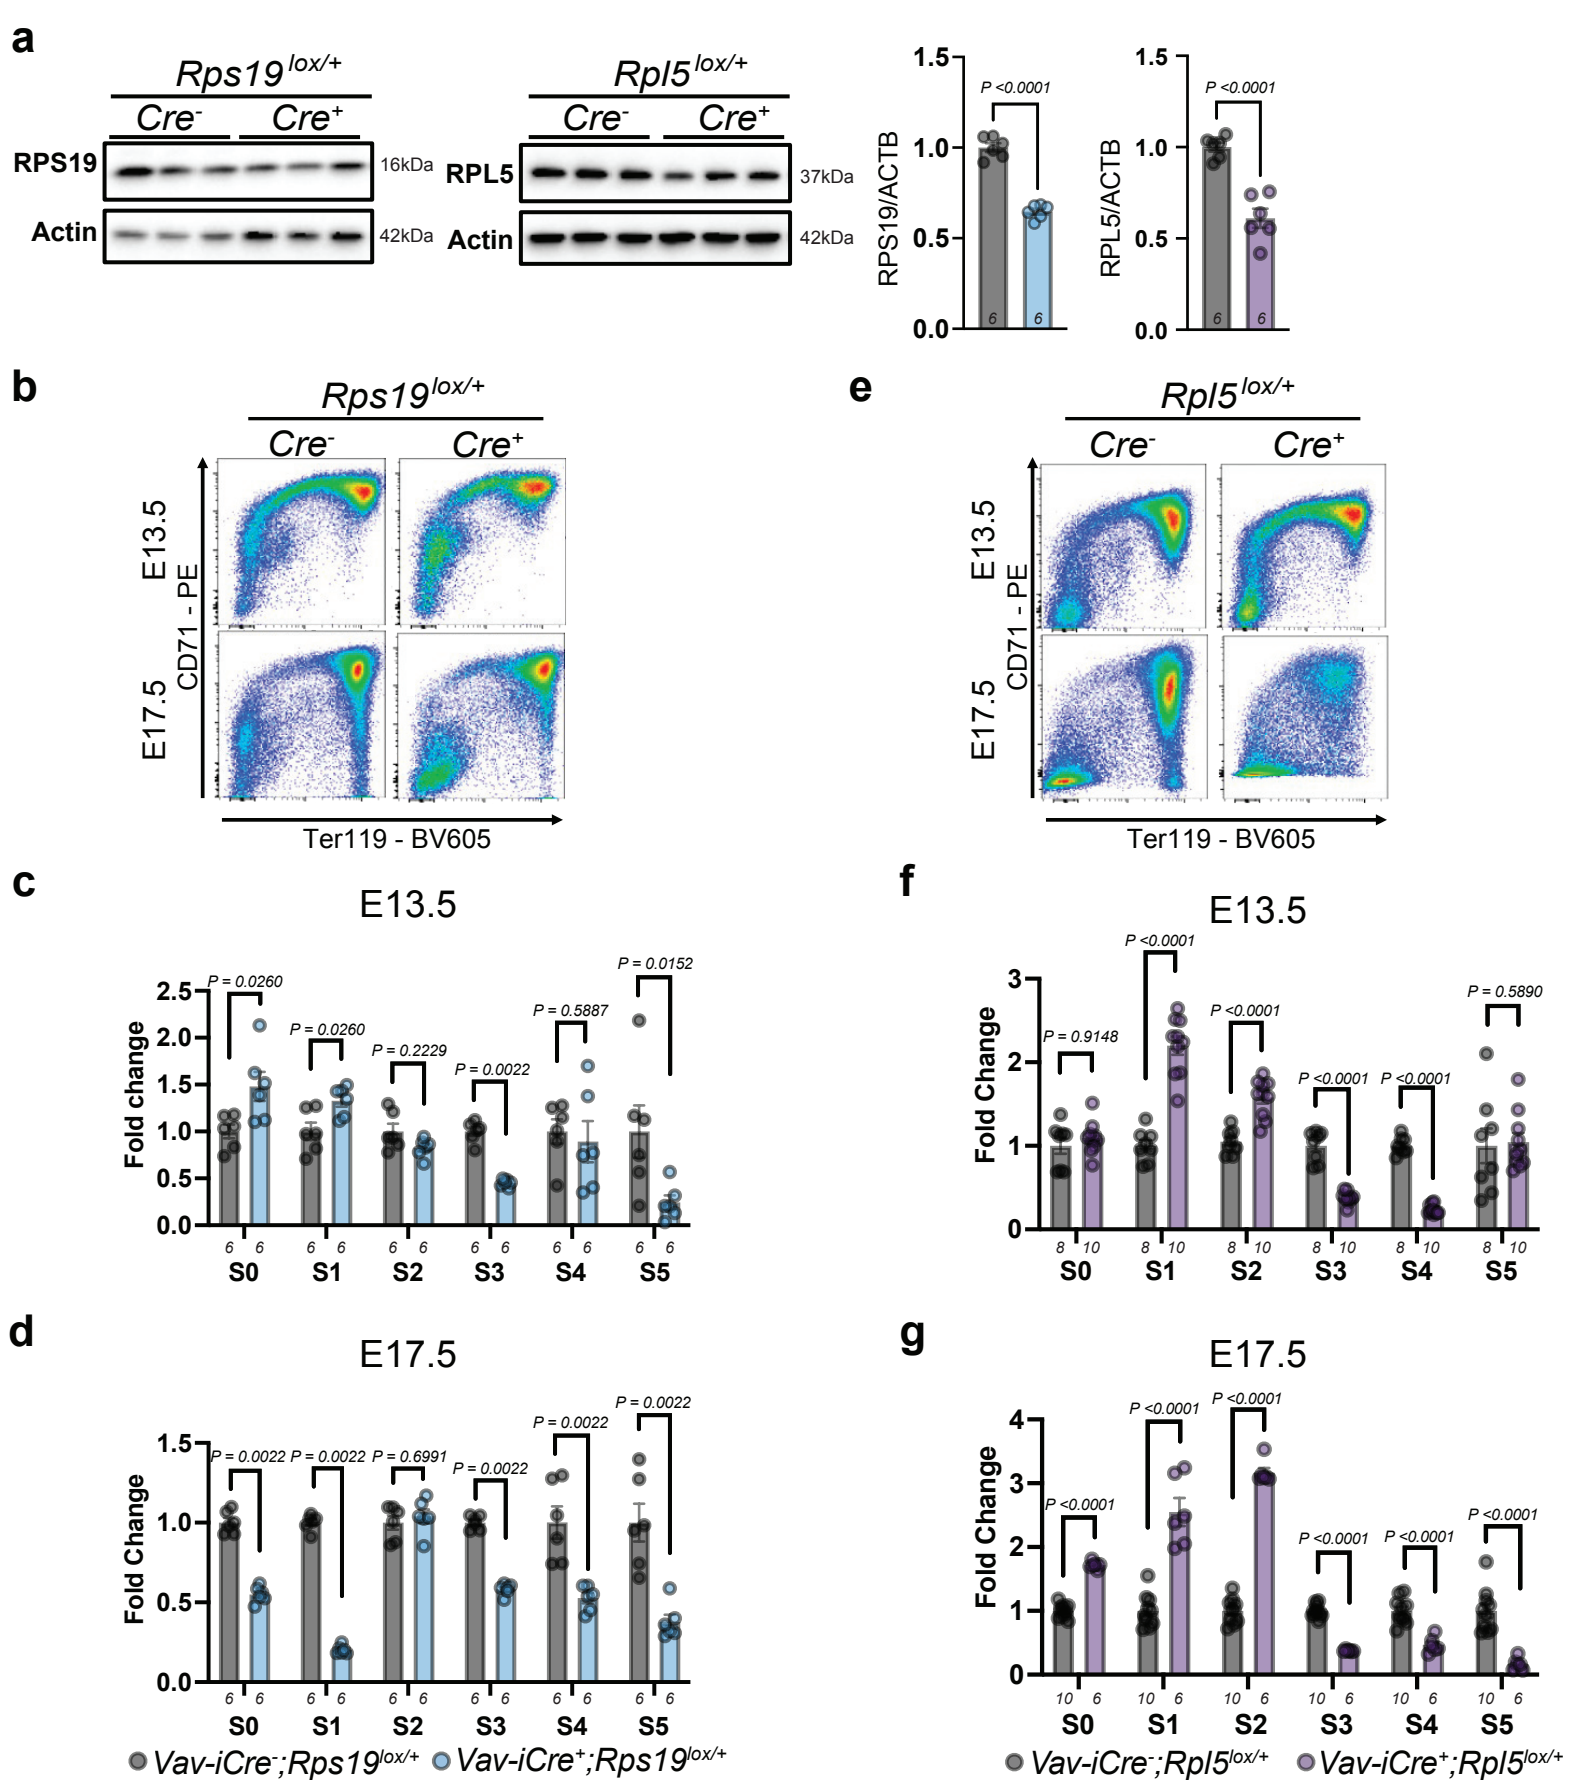 a
Rps19 lox/+
Cre- Cre+
RPS19 16kDa
Actin 42kDa
Rpl5 lox/+
Cre- Cre+
RPL5 37kDa
Actin 42kDa
RPS19/ACTB
1.5
1.0
0.5
0.0
P <0.0001
6 6
RPL5/ACTB
1.5
1.0
0.5
0.0
P <0.0001
6 6
b
Rps19 lox/+
Cre- Cre+
E13.5
E17.5
CD71 - PE
Ter119 - BV605
e
Rpl5 lox/+
Cre- Cre+
E13.5
E17.5
CD71 - PE
Ter119 - BV605
c
E13.5
Fold change
2.5
2.0
1.5
1.0
0.5
0.0
P = 0.0260
P = 0.0260
P = 0.2229
P = 0.0022
P = 0.5887
P = 0.0152
6 6 6 6 6 6 6 6 6 6 6 6
S0 S1 S2 S3 S4 S5
f
E13.5
Fold Change
3
2
1
0
P = 0.9148
P <0.0001
P <0.0001
P <0.0001
P <0.0001
P = 0.5890
8 10 8 10 8 10 8 10 8 10 8 10
S0 S1 S2 S3 S4 S5
d
E17.5
Fold Change
1.5
1.0
0.5
0.0
P = 0.0022
P = 0.0022
P = 0.6991
P = 0.0022
P = 0.0022
P = 0.0022
6 6 6 6 6 6 6 6 6 6 6 6
S0 S1 S2 S3 S4 S5
Vav-iCre-;Rps19lox/+ Vav-iCre+;Rps19lox/+
g
E17.5
Fold Change
4
3
2
1
0
P <0.0001
P <0.0001
P <0.0001
P <0.0001
P <0.0001
P <0.0001
10 6 10 6 10 6 10 6 10 6 10 6
S0 S1 S2 S3 S4 S5
Vav-iCre-;Rpl5lox/+ Vav-iCre+;Rpl5lox/+